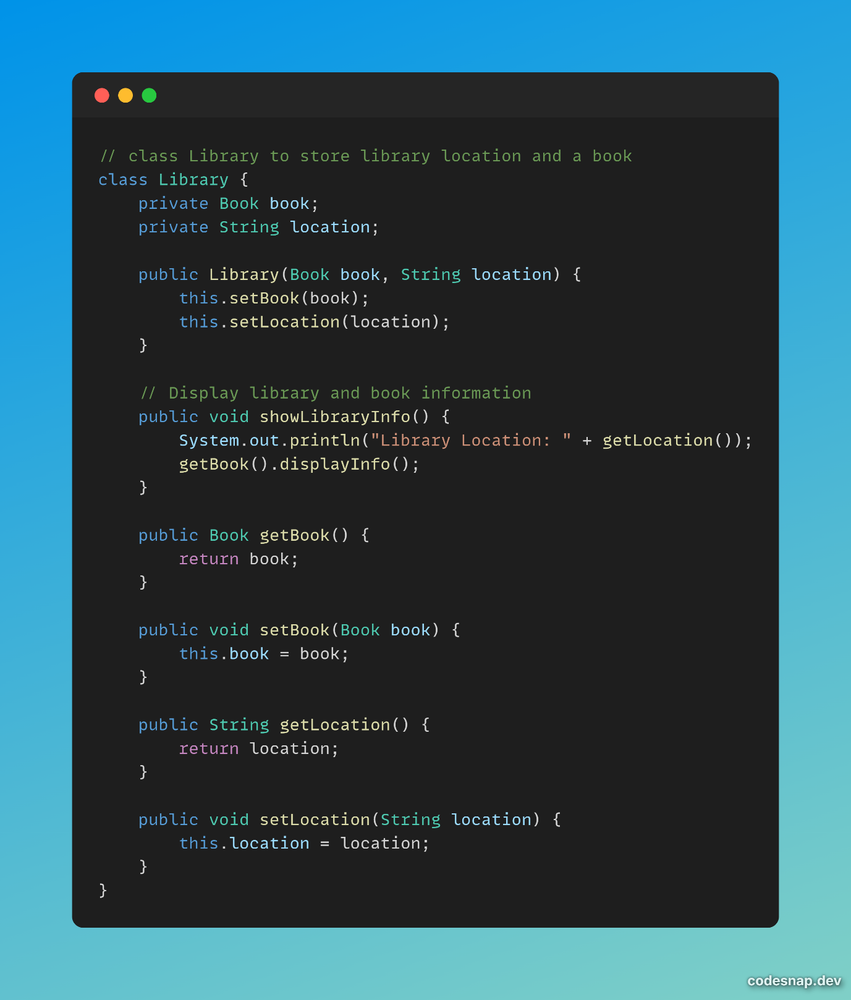 // class Library to store library location and a book
class Library {
    private Book book;
    private String location;

    public Library(Book book, String location) {
        this.setBook(book);
        this.setLocation(location);
    }

    // Display library and book information
    public void showLibraryInfo() {
        System.out.println("Library Location: " + getLocation());
        getBook().displayInfo();
    }

    public Book getBook() {
        return book;
    }

    public void setBook(Book book) {
        this.book = book;
    }

    public String getLocation() {
        return location;
    }

    public void setLocation(String location) {
        this.location = location;
    }
}
codesnap.dev